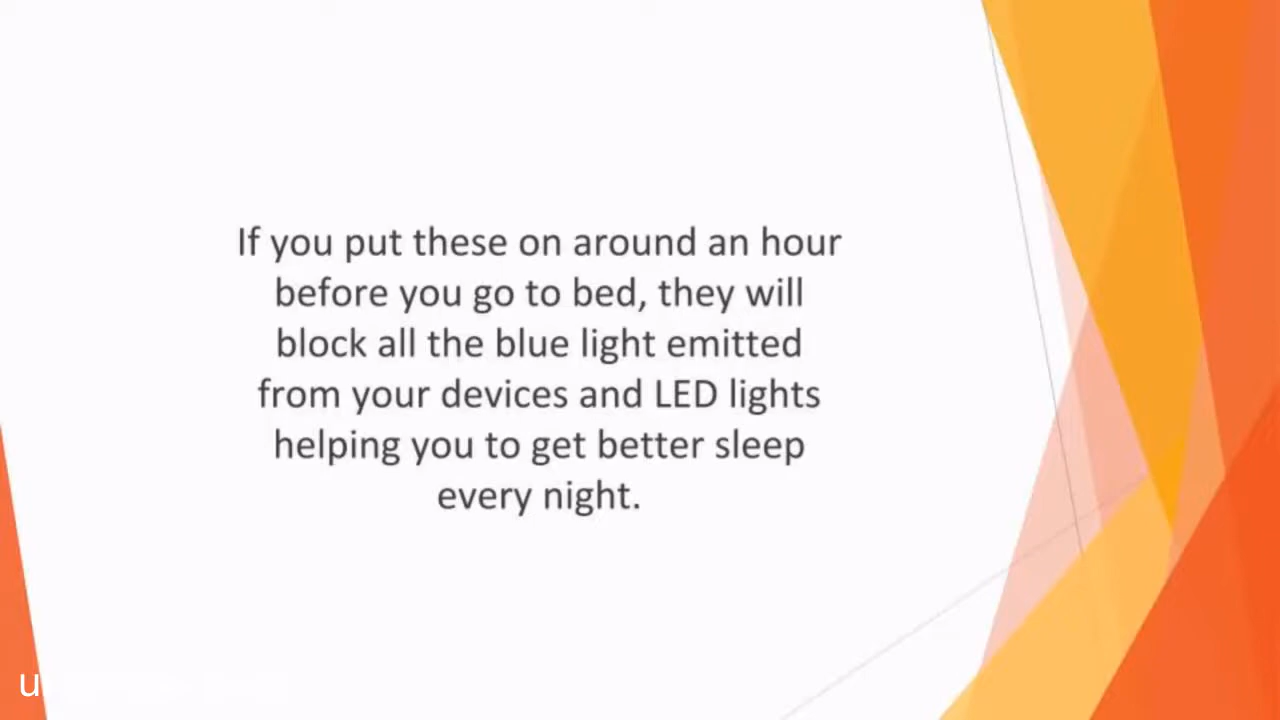 If you put these on around an hour
before you go to bed, they will
block all the blue light emitted
from your devices and LED lights
helping you to get better sleep
every night.